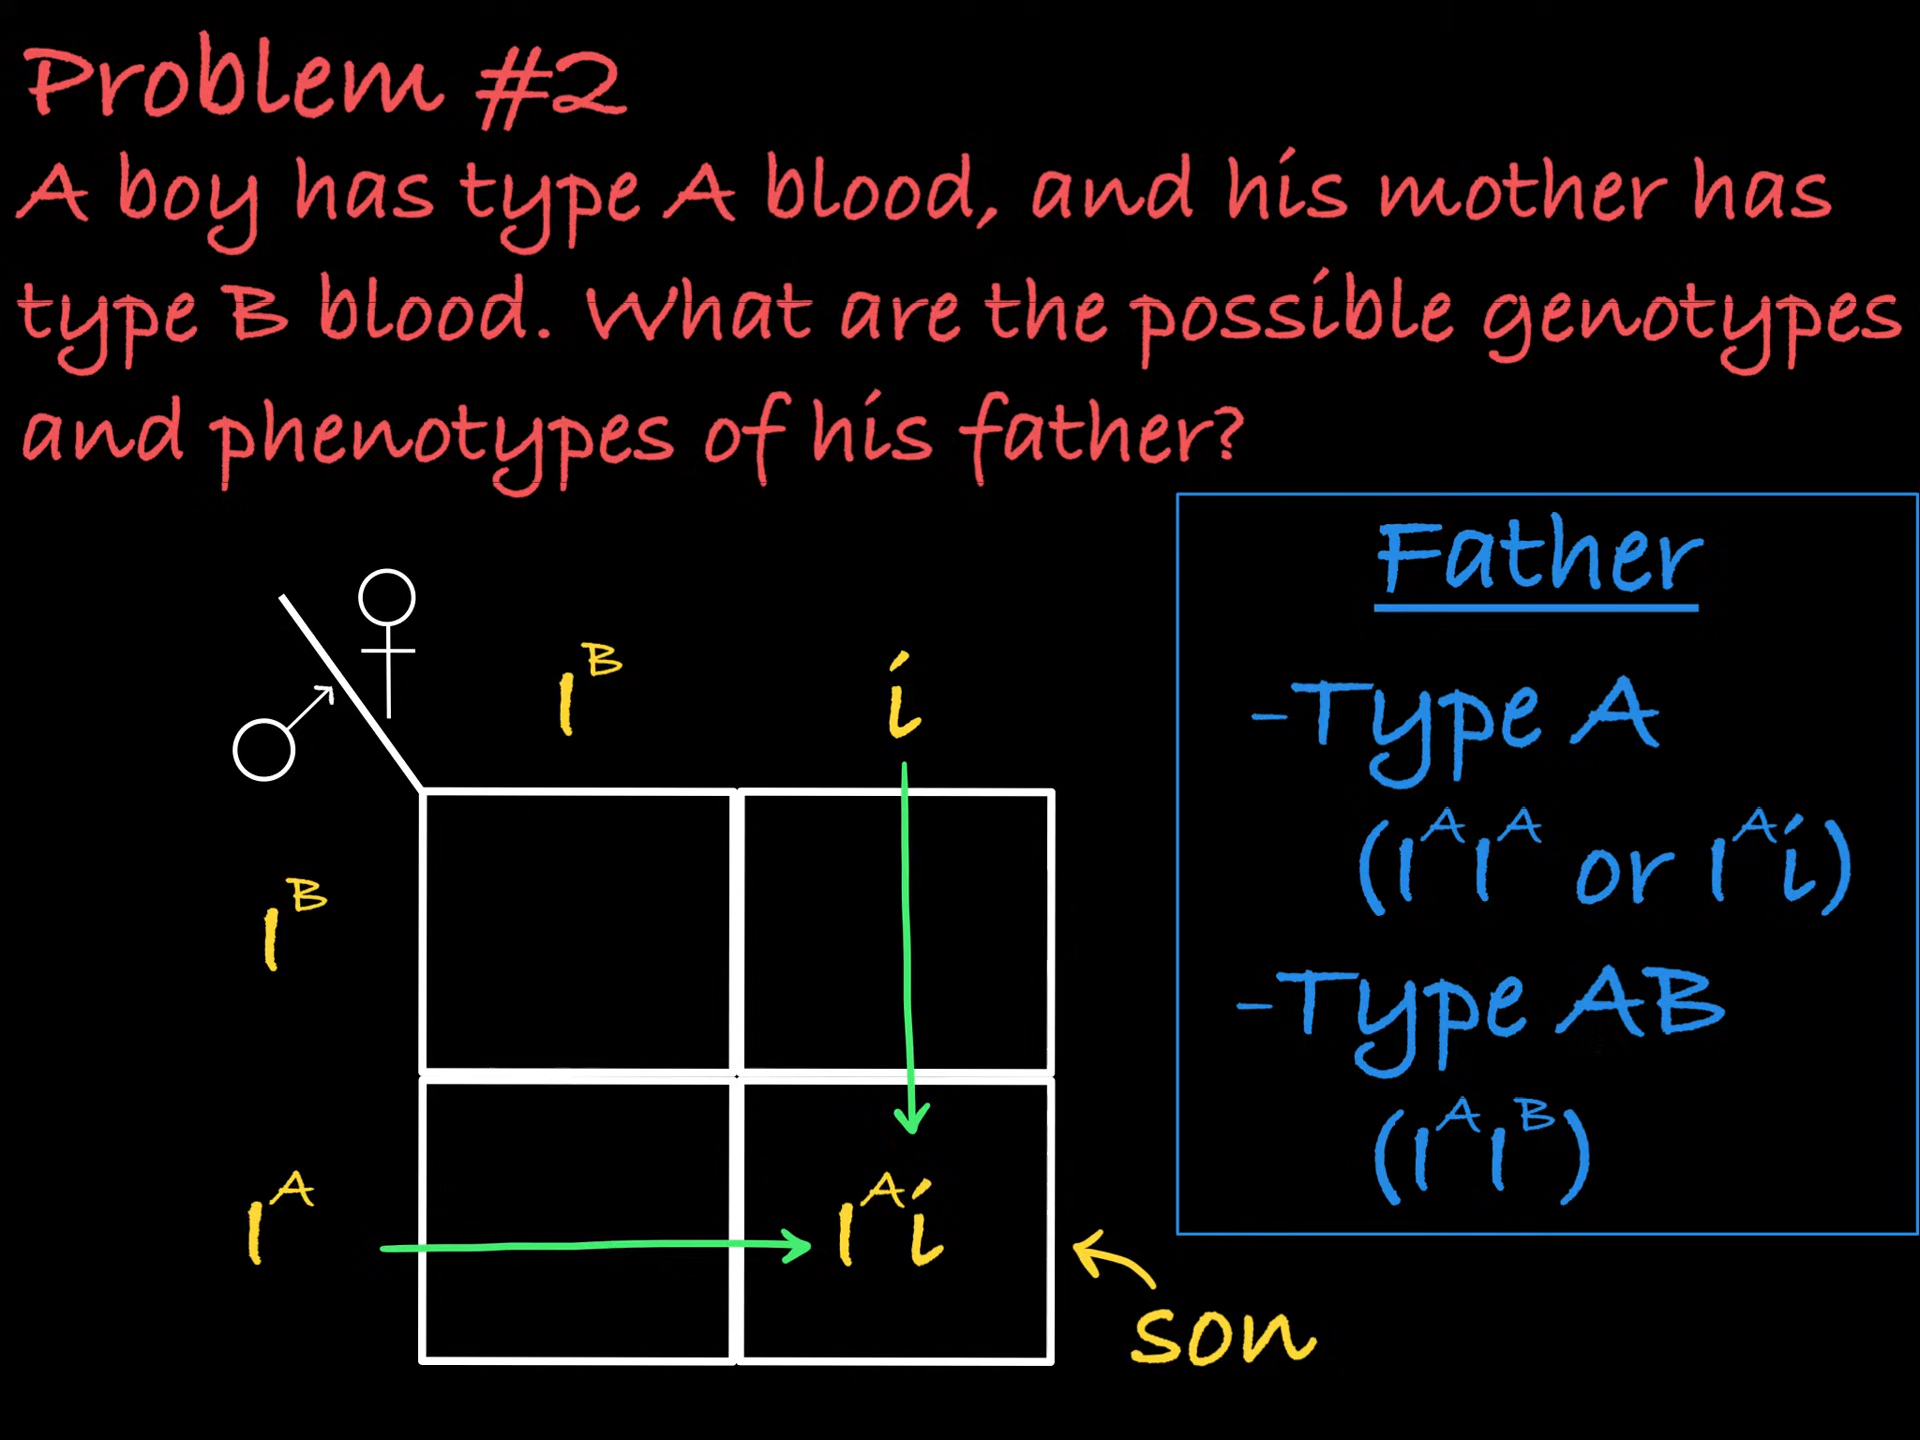 Problem #2
A boy has type A blood, and his mother has
type B blood. What are the possible genotypes
and phenotypes of his father?
Father
-Type A
(IᴬIᴬ or Iᴬi)
-Type AB
(IᴬIᴮ)
Iᴮ i
Iᴮ
Iᴬ Iᴬi
son